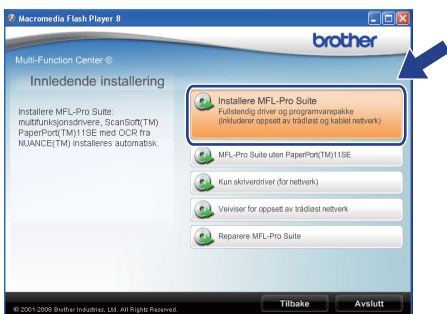 Macromedia Flash Player 8
brother
Multi-Function Center ®
Innledende installering
Installere MFL-Pro Suite:
multifunksjonsdrivere, ScanSoft(TM)
PaperPort(TM)11SE med OCR fra
NUANCE(TM) installeres automatisk.
Installere MFL-Pro Suite
Fullstendig driver og programvarepakke
(inkluderer oppsett av trådløst og kablet nettverk)
MFL-Pro Suite uten PaperPort(TM)11SE
Kun skriverdriver (for nettverk)
Veiviser for oppsett av trådløst nettverk
Reparere MFL-Pro Suite
© 2001-2008 Brother Industries, Ltd. All Rights Reserved.
Tilbake
Avslutt